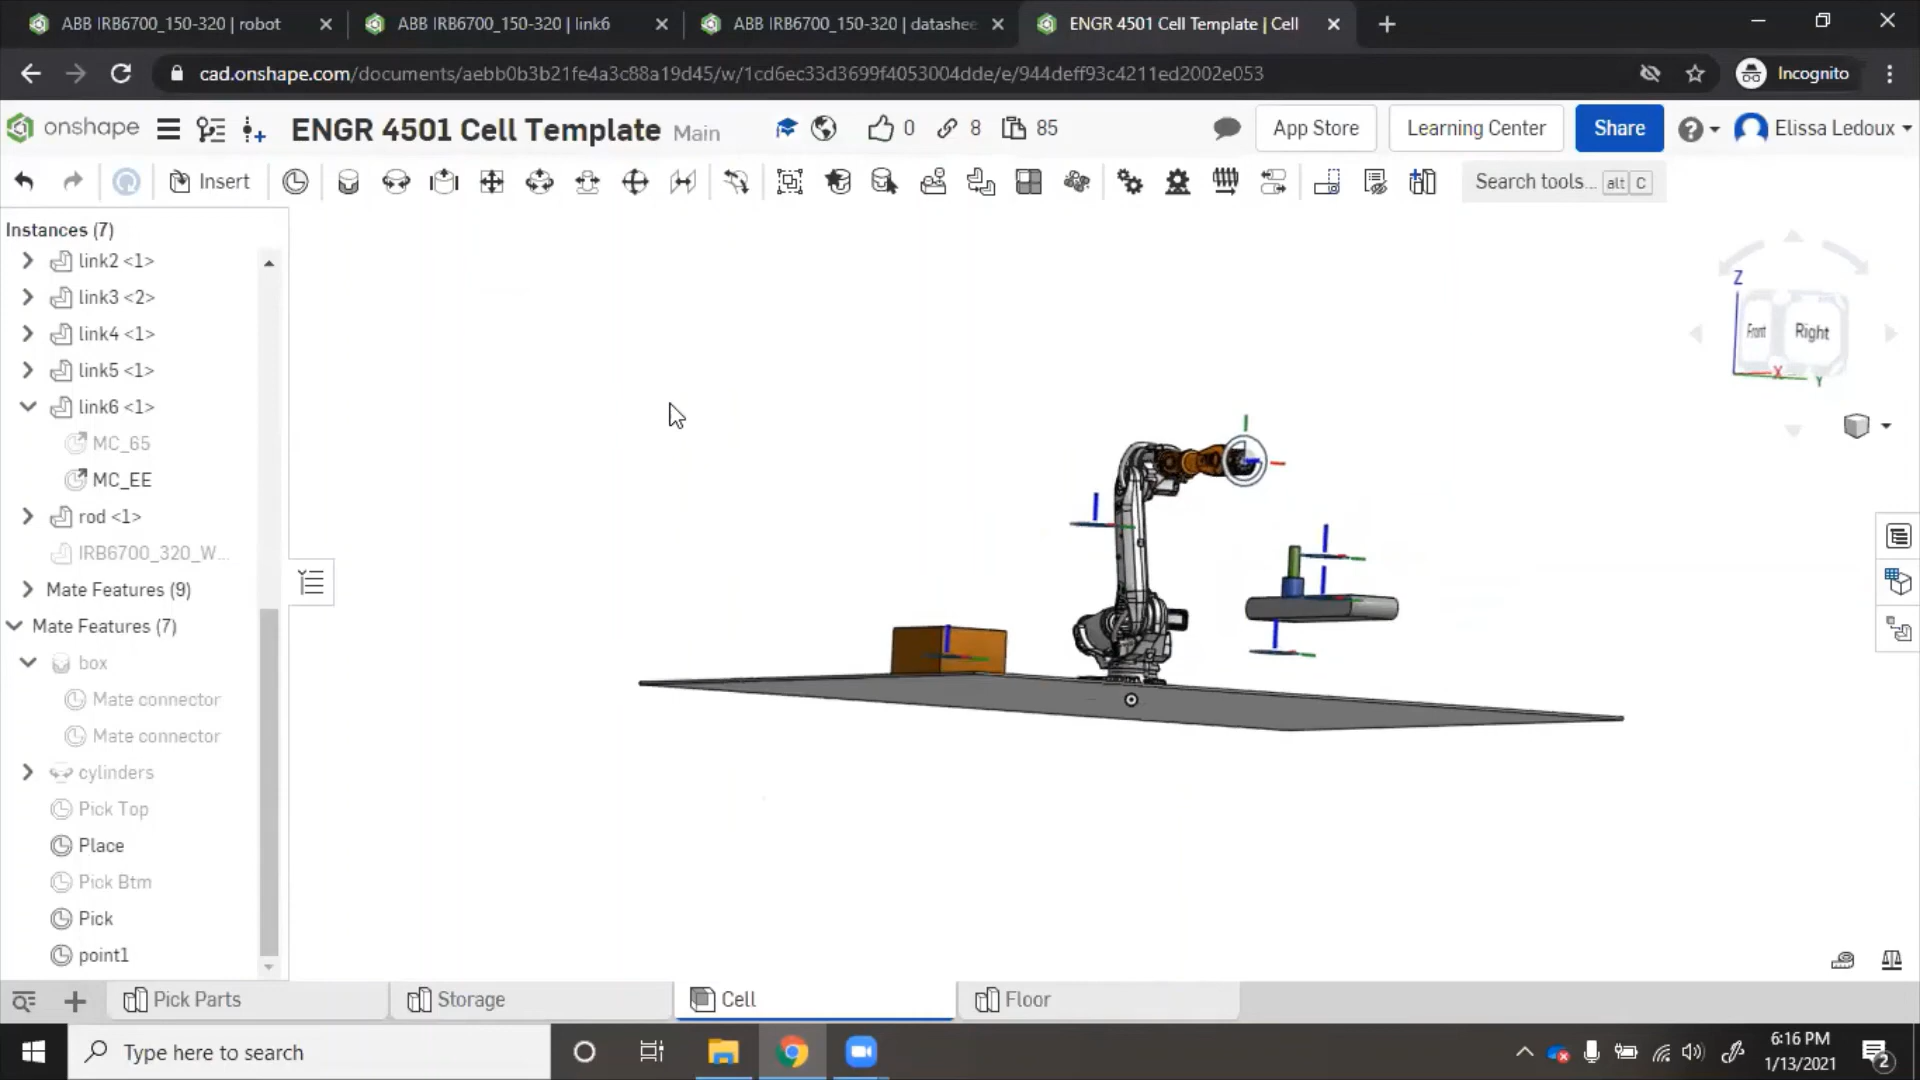 ABB IRB6700_150-320 | robot
ABB IRB6700_150-320 | link6
ABB IRB6700_150-320 | datashee
ENGR 4501 Cell Template | Cell
cad.onshape.com/documents/aebb0b3b21fe4a3c88a19d45/w/1cd6ec33d3699f4053004dde/e/944deff93c4211ed2002e053
Incognito
onshape
ENGR 4501 Cell Template Main
0
8
85
App Store
Learning Center
Share
Elissa Ledoux
Insert
Search tools... alt C
Instances (7)
link2 <1>
link3 <2>
link4 <1>
link5 <1>
link6 <1>
MC_65
MC_EE
rod <1>
IRB6700_320_W...
Mate Features (9)
Mate Features (7)
box
Mate connector
Mate connector
cylinders
Pick Top
Place
Pick Btm
Pick
point1
Z
Front
Right
X
Y
Pick Parts
Storage
Cell
Floor
Type here to search
6:16 PM
1/13/2021
2